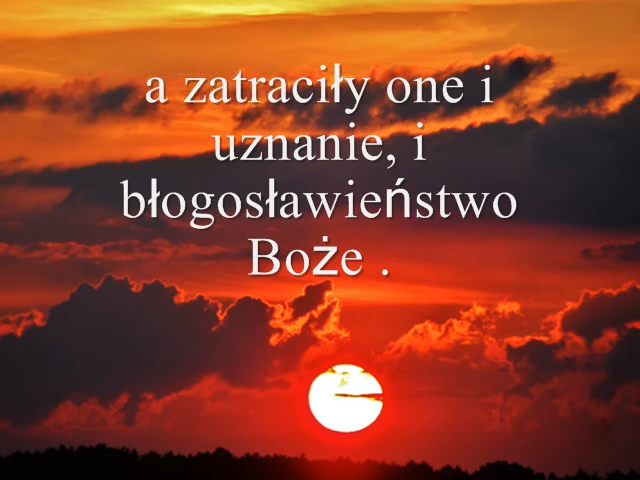 a zatraciły one i
uznanie, i
błogosławieństwo
Boże .